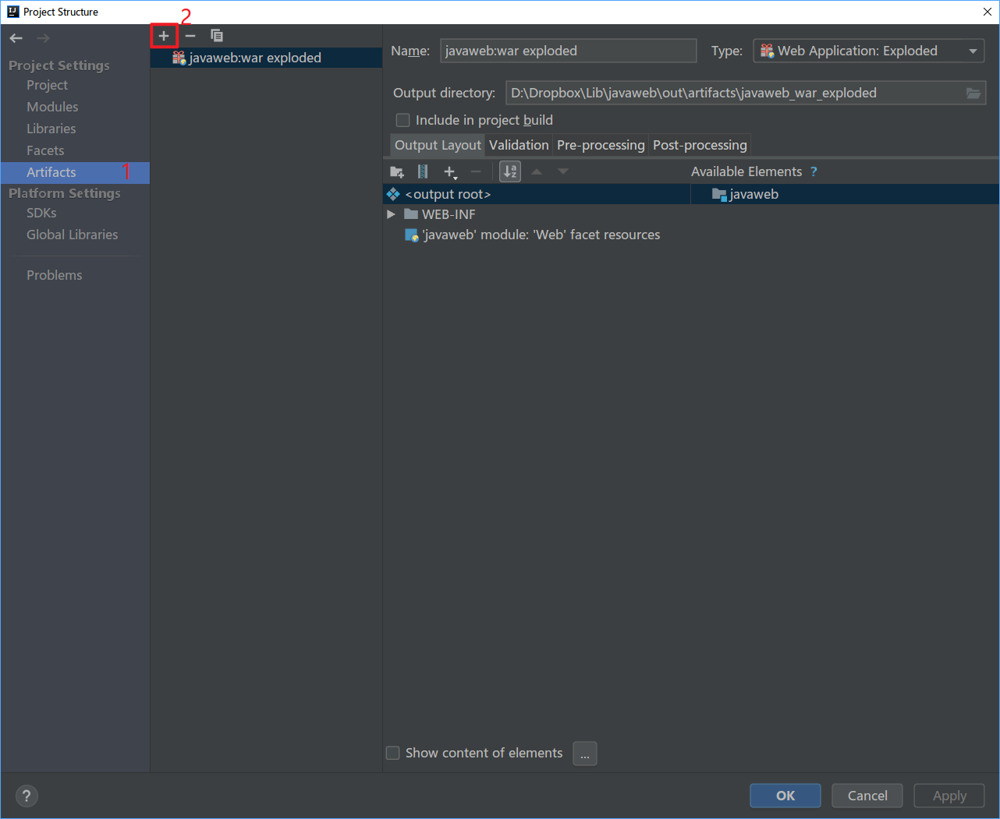 Project Structure
2
Project Settings
Project
Modules
Libraries
Facets
Artifacts 1
Platform Settings
SDKs
Global Libraries
Problems
javaweb:war exploded
Name: javaweb:war exploded Type: Web Application: Exploded
Output directory: D:\Dropbox\Lib\javaweb\out\artifacts\javaweb_war_exploded
Include in project build
Output Layout Validation Pre-processing Post-processing
Available Elements ?
<output root> javaweb
WEB-INF
'javaweb' module: 'Web' facet resources
Show content of elements ...
? OK Cancel Apply